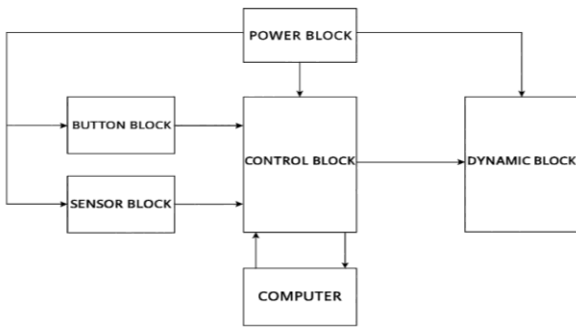 POWER BLOCK
BUTTON BLOCK
CONTROL BLOCK
DYNAMIC BLOCK
SENSOR BLOCK
COMPUTER